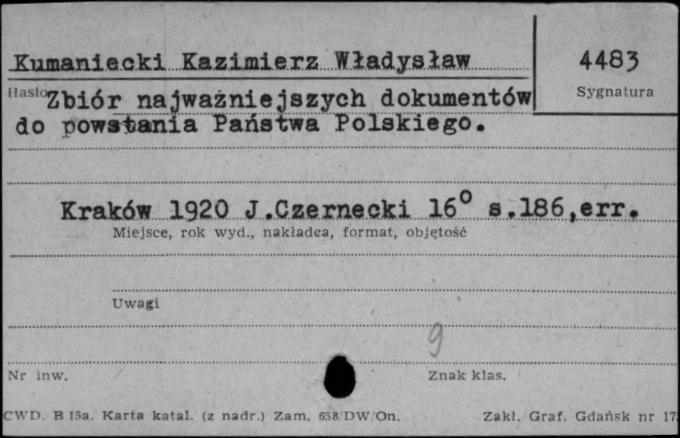 Kumaniecki Kazimierz Władysław
4483
Hasło
Sygnatura
Zbiór najważniejszych dokumentów
do powstania Państwa Polskiego.
Kraków 1920 J.Czernecki 16° s.186,err.
Miejsce, rok wyd., nakładca, format, objętość
Uwagi
9
Nr inw.
Znak klas.
CWD. B 15a. Karta katal. (z nadr.) Zam. 658/DW/On.
Zakł. Graf. Gdańsk nr 17